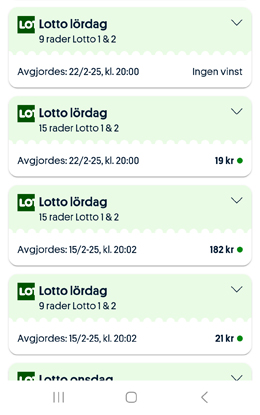 LO Lotto lördag
9 rader Lotto 1 & 2
Avgjordes: 22/2-25, kl. 20:00 Ingen vinst
LO Lotto lördag
15 rader Lotto 1 & 2
Avgjordes: 22/2-25, kl. 20:00 19 kr
LO Lotto lördag
15 rader Lotto 1 & 2
Avgjordes: 15/2-25, kl. 20:02 182 kr
LO Lotto lördag
9 rader Lotto 1 & 2
Avgjordes: 15/2-25, kl. 20:02 21 kr
LO Lotto onsdag